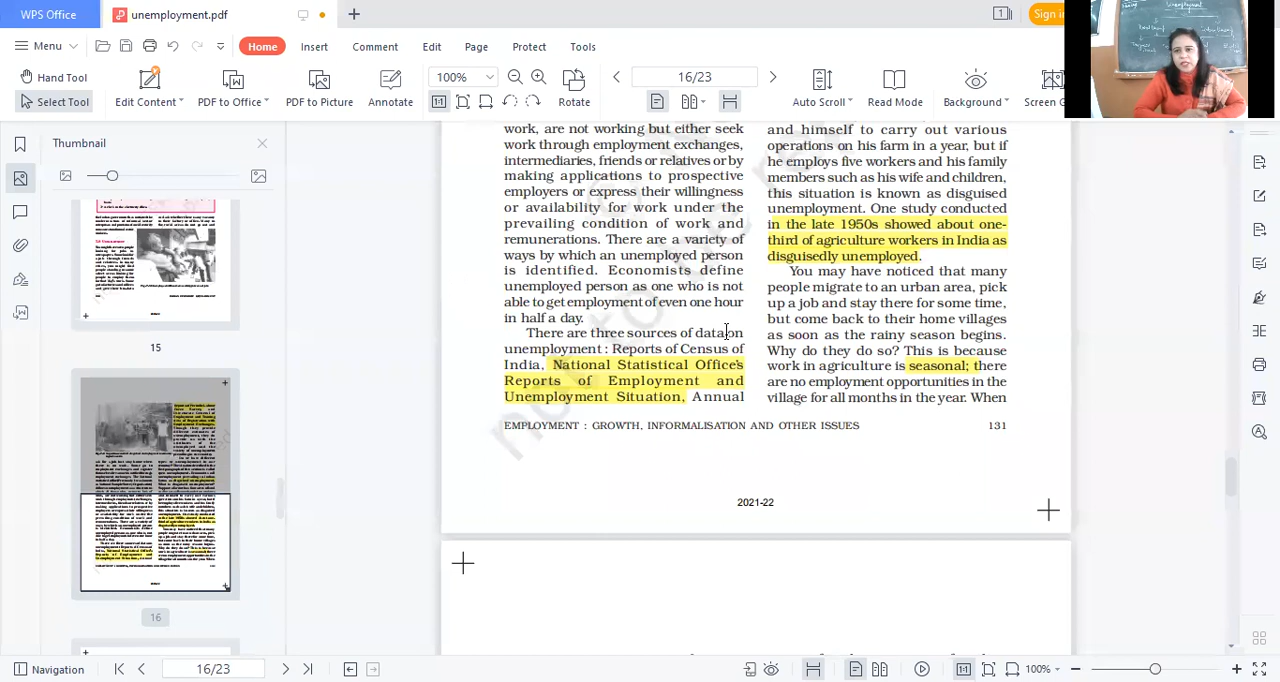 WPS Office
unemployment.pdf
Sign in
Menu
Home
Insert
Comment
Edit
Page
Protect
Tools
Hand Tool
Select Tool
Edit Content
PDF to Office
PDF to Picture
Annotate
100%
Rotate
16/23
Auto Scroll
Read Mode
Background
Screen G
Thumbnail
15
16
work, are not working but either seek
work through employment exchanges,
intermediaries, friends or relatives or by
making applications to prospective
employers or express their willingness
or availability for work under the
prevailing condition of work and
remunerations. There are a variety of
ways by which an unemployed person
is identified. Economists define
unemployed person as one who is not
able to get employment of even one hour
in half a day.
There are three sources of data on
unemployment : Reports of Census of
India, National Statistical Office's
Reports of Employment and
Unemployment Situation, Annual
and himself to carry out various
operations on his farm in a year, but if
he employs five workers and his family
members such as his wife and children,
this situation is known as disguised
unemployment. One study conducted
in the late 1950s showed about one-
third of agriculture workers in India as
disguisedly unemployed.
You may have noticed that many
people migrate to an urban area, pick
up a job and stay there for some time,
but come back to their home villages
as soon as the rainy season begins.
Why do they do so? This is because
work in agriculture is seasonal; there
are no employment opportunities in the
village for all months in the year. When
EMPLOYMENT : GROWTH, INFORMALISATION AND OTHER ISSUES 131
2021-22
not to be re
Navigation
16/23
100%